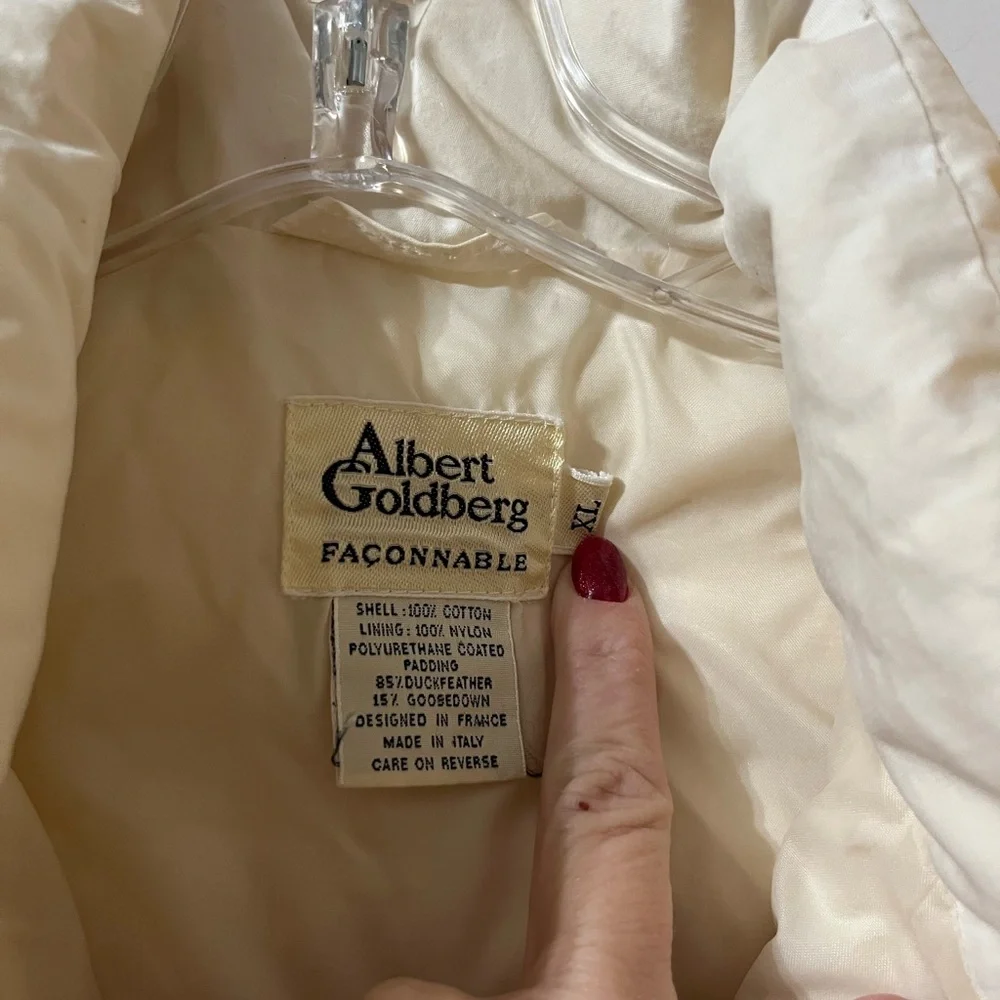 Albert
Goldberg
FAÇONNABLE
XL
SHELL : 100% COTTON
LINING : 100% NYLON
POLYURETHANE COATED
PADDING
85% DUCKFEATHER
15% GOOSEDOWN
DESIGNED IN FRANCE
MADE IN ITALY
CARE ON REVERSE